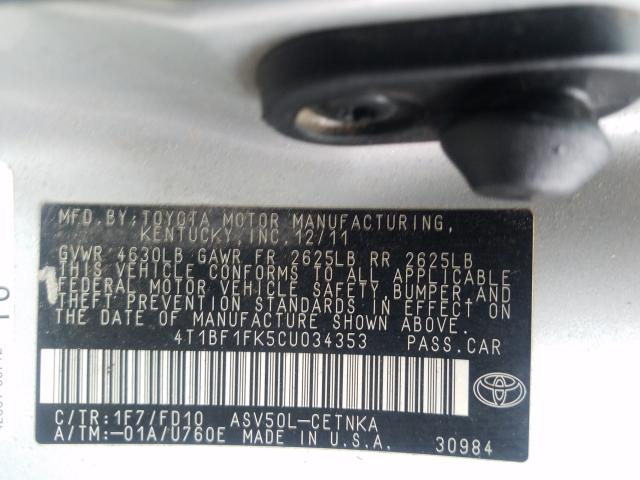 MFD. BY: TOYOTA MOTOR MANUFACTURING,
KENTUCKY, INC. 12/11
GVWR 4630LB GAWR FR 2625LB RR 2625LB
THIS VEHICLE CONFORMS TO ALL APPLICABLE
FEDERAL MOTOR VEHICLE SAFETY, BUMPER, AND
THEFT PREVENTION STANDARDS IN EFFECT ON
THE DATE OF MANUFACTURE SHOWN ABOVE.
4T1BF1FK5CU034353 PASS.CAR
C/TR: 1F7/FD10 ASV50L-CETNKA
A/TM: -01A/U760E MADE IN U.S.A. 30984